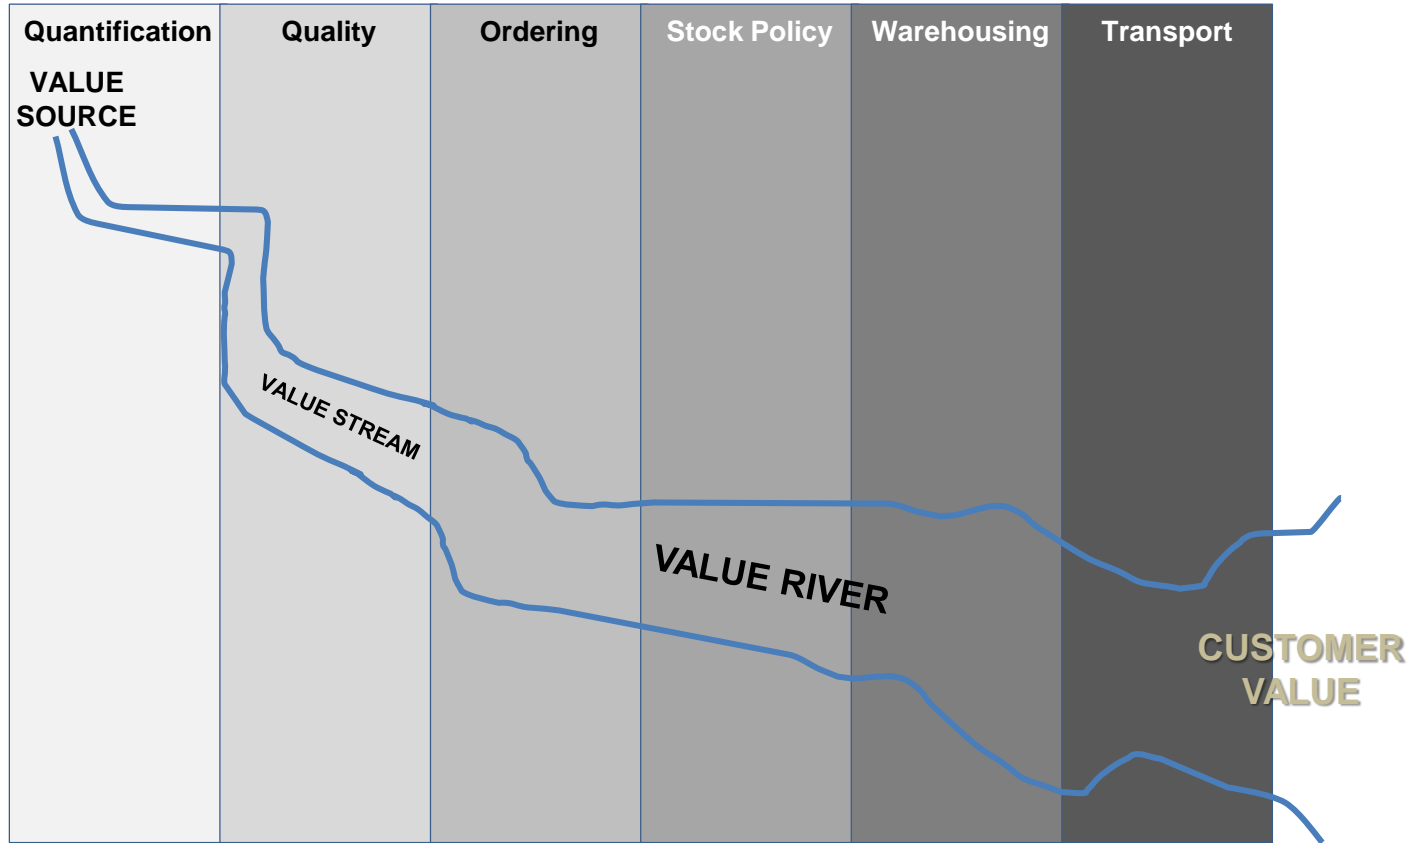 Quantification
Quality
Ordering
Stock Policy
Warehousing
Transport
VALUE
SOURCE
VALUE STREAM
VALUE RIVER
CUSTOMER
VALUE